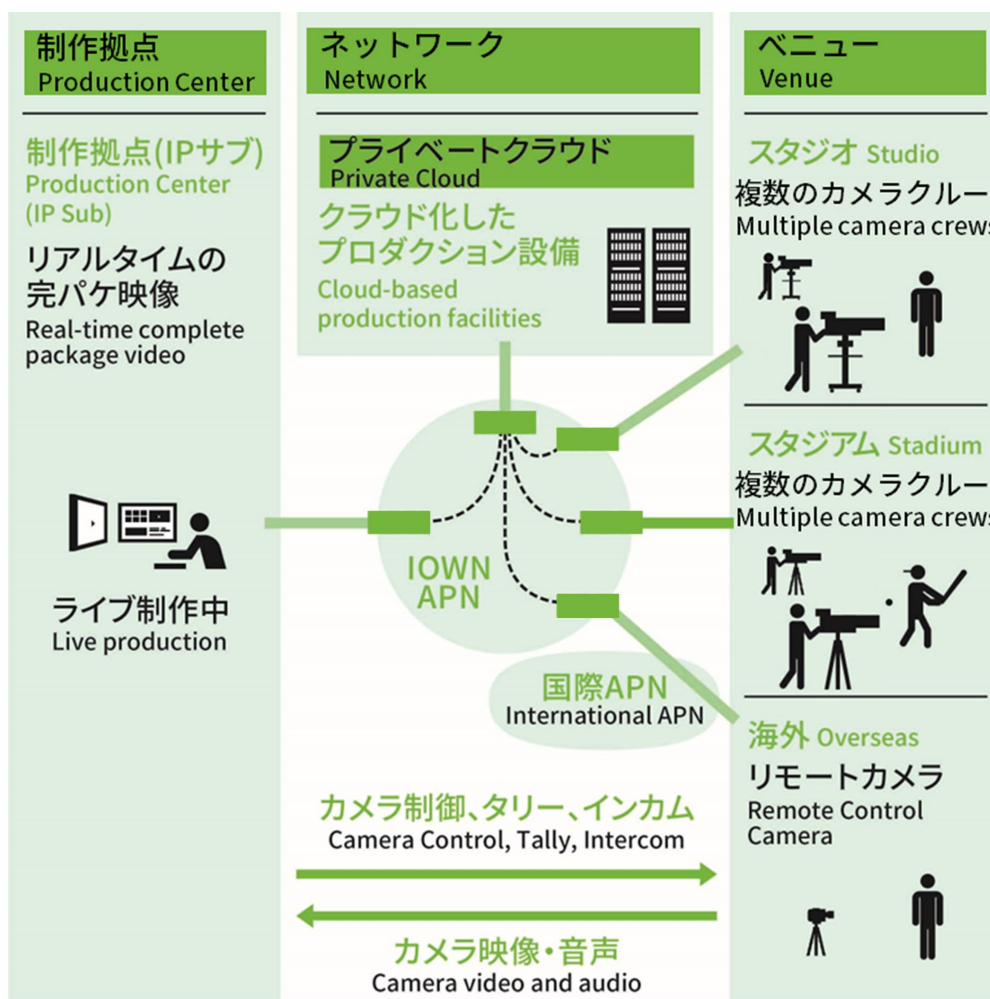 制作拠点
Production Center
制作拠点(IPサブ)
Production Center
(IP Sub)
リアルタイムの
完パケ映像
Real-time complete
package video
ライブ制作中
Live production
ネットワーク
Network
プライベートクラウド
Private Cloud
クラウド化した
プロダクション設備
Cloud-based
production facilities
IOWN
APN
国際APN
International APN
カメラ制御、タリー、インカム
Camera Control, Tally, Intercom
カメラ映像・音声
Camera video and audio
ベニュー
Venue
スタジオ Studio
複数のカメラクルー
Multiple camera crews
スタジアム Stadium
複数のカメラクルー
Multiple camera crews
海外 Overseas
リモートカメラ
Remote Control
Camera